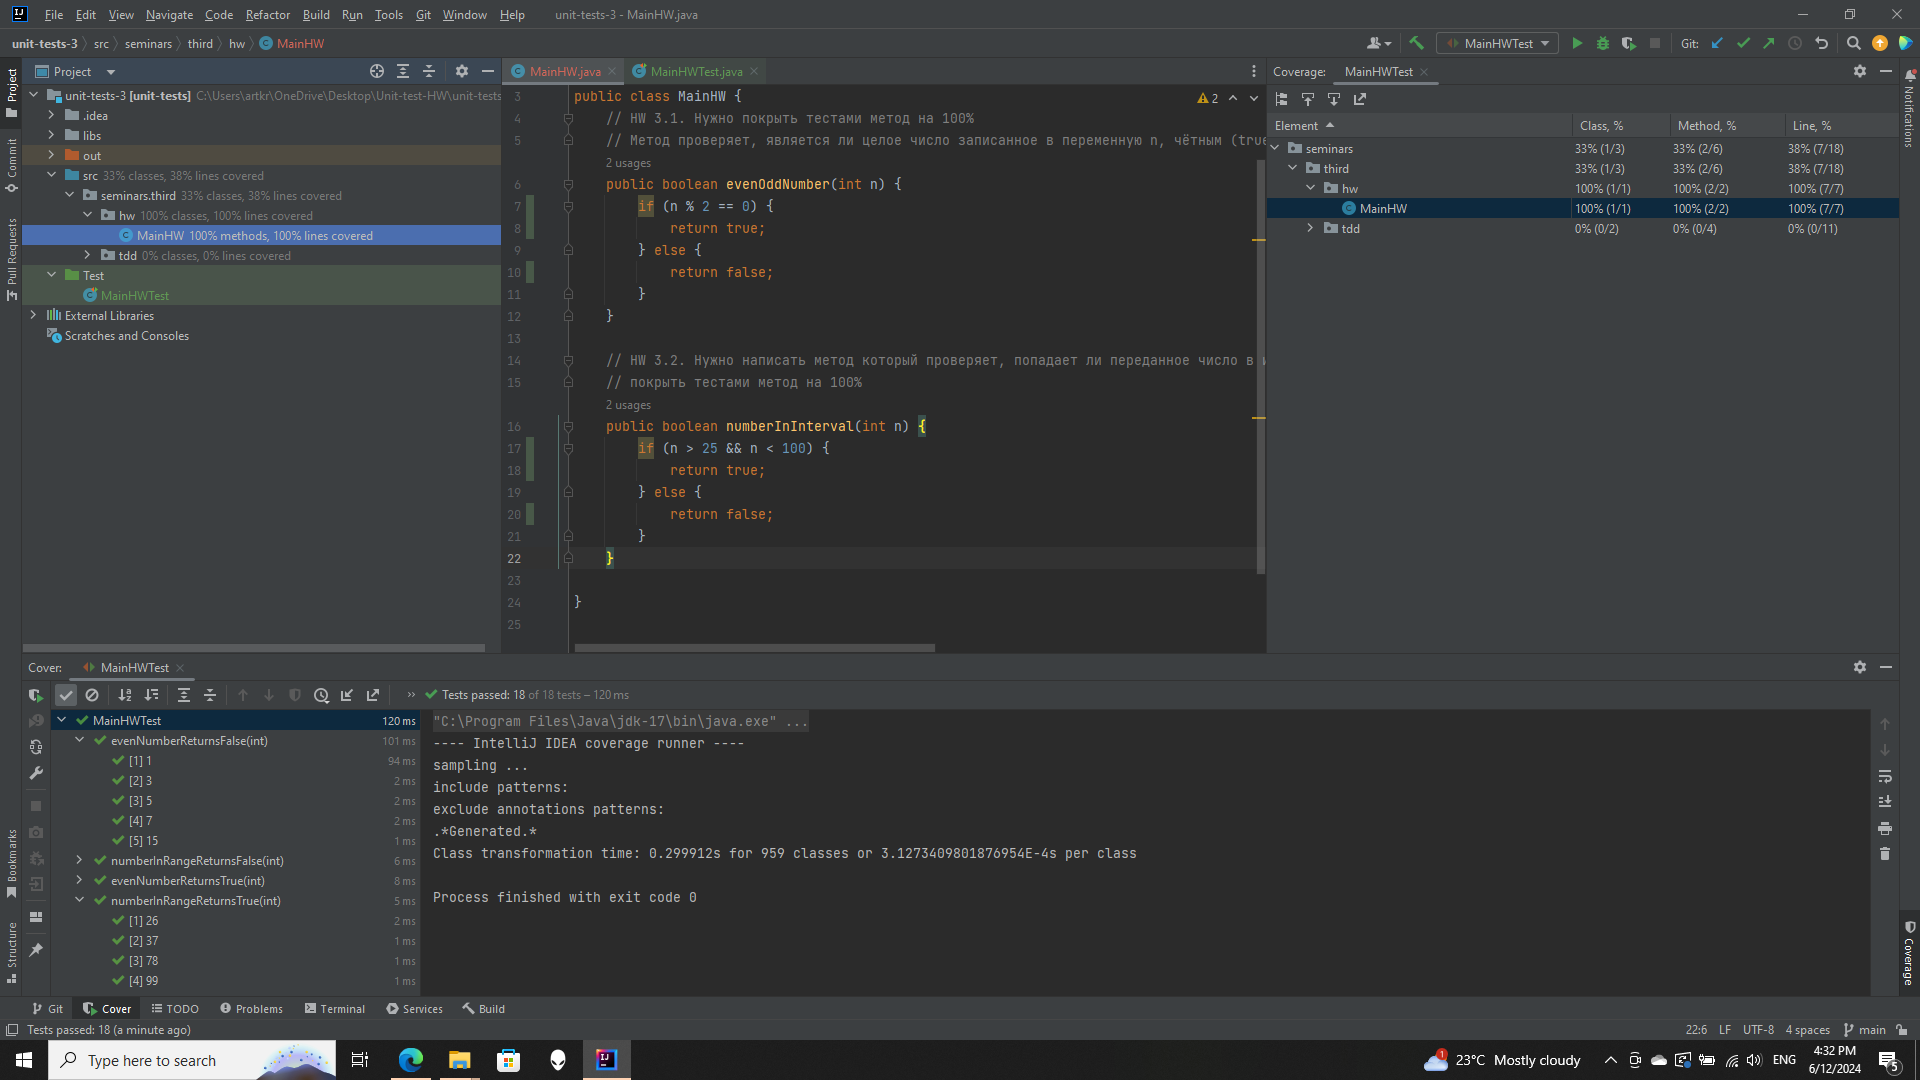 File Edit View Navigate Code Refactor Build Run Tools Git Window Help unit-tests-3 - MainHW.java
unit-tests-3 src seminars third hw MainHW
MainHWTest Git:
Project
MainHW.java MainHWTest.java
Coverage: MainHWTest
unit-tests-3 [unit-tests] C:\Users\artkr\OneDrive\Desktop\Unit-test-HW\unit-tests
.idea
libs
out
src 33% classes, 38% lines covered
seminars.third 33% classes, 38% lines covered
hw 100% classes, 100% lines covered
MainHW 100% methods, 100% lines covered
tdd 0% classes, 0% lines covered
Test
MainHWTest
External Libraries
Scratches and Consoles
2
3 public class MainHW {
4 // HW 3.1. Нужно покрыть тестами метод на 100%
5 // Метод проверяет, является ли целое число записанное в переменную n, чётным (true
2 usages
6 public boolean evenOddNumber(int n) {
7 if (n % 2 == 0) {
8 return true;
9 } else {
10 return false;
11 }
12 }
13
14 // HW 3.2. Нужно написать метод который проверяет, попадает ли переданное число в и
15 // покрыть тестами метод на 100%
2 usages
16 public boolean numberInInterval(int n) {
17 if (n > 25 && n < 100) {
18 return true;
19 } else {
20 return false;
21 }
22 }
23
24 }
25
Element Class, % Method, % Line, %
seminars 33% (1/3) 33% (2/6) 38% (7/18)
third 33% (1/3) 33% (2/6) 38% (7/18)
hw 100% (1/1) 100% (2/2) 100% (7/7)
MainHW 100% (1/1) 100% (2/2) 100% (7/7)
tdd 0% (0/2) 0% (0/4) 0% (0/11)
Project
Commit
Pull Requests
Bookmarks
Structure
Notifications
Coverage
Cover: MainHWTest
Tests passed: 18 of 18 tests – 120 ms
MainHWTest 120 ms
evenNumberReturnsFalse(int) 101 ms
[1] 1 94 ms
[2] 3 2 ms
[3] 5 2 ms
[4] 7 2 ms
[5] 15 1 ms
numberInRangeReturnsFalse(int) 6 ms
evenNumberReturnsTrue(int) 8 ms
numberInRangeReturnsTrue(int) 5 ms
[1] 26 2 ms
[2] 37 1 ms
[3] 78 1 ms
[4] 99 1 ms
"C:\Program Files\Java\jdk-17\bin\java.exe" ...
---- IntelliJ IDEA coverage runner ----
sampling ...
include patterns:
exclude annotations patterns:
.*Generated.*
Class transformation time: 0.299912s for 959 classes or 3.1273409801876954E-4s per class
Process finished with exit code 0
Git Cover TODO Problems Terminal Services Build
Tests passed: 18 (a minute ago)
22:6 LF UTF-8 4 spaces main
Type here to search
1
23°C Mostly cloudy
ENG
4:32 PM
6/12/2024
5